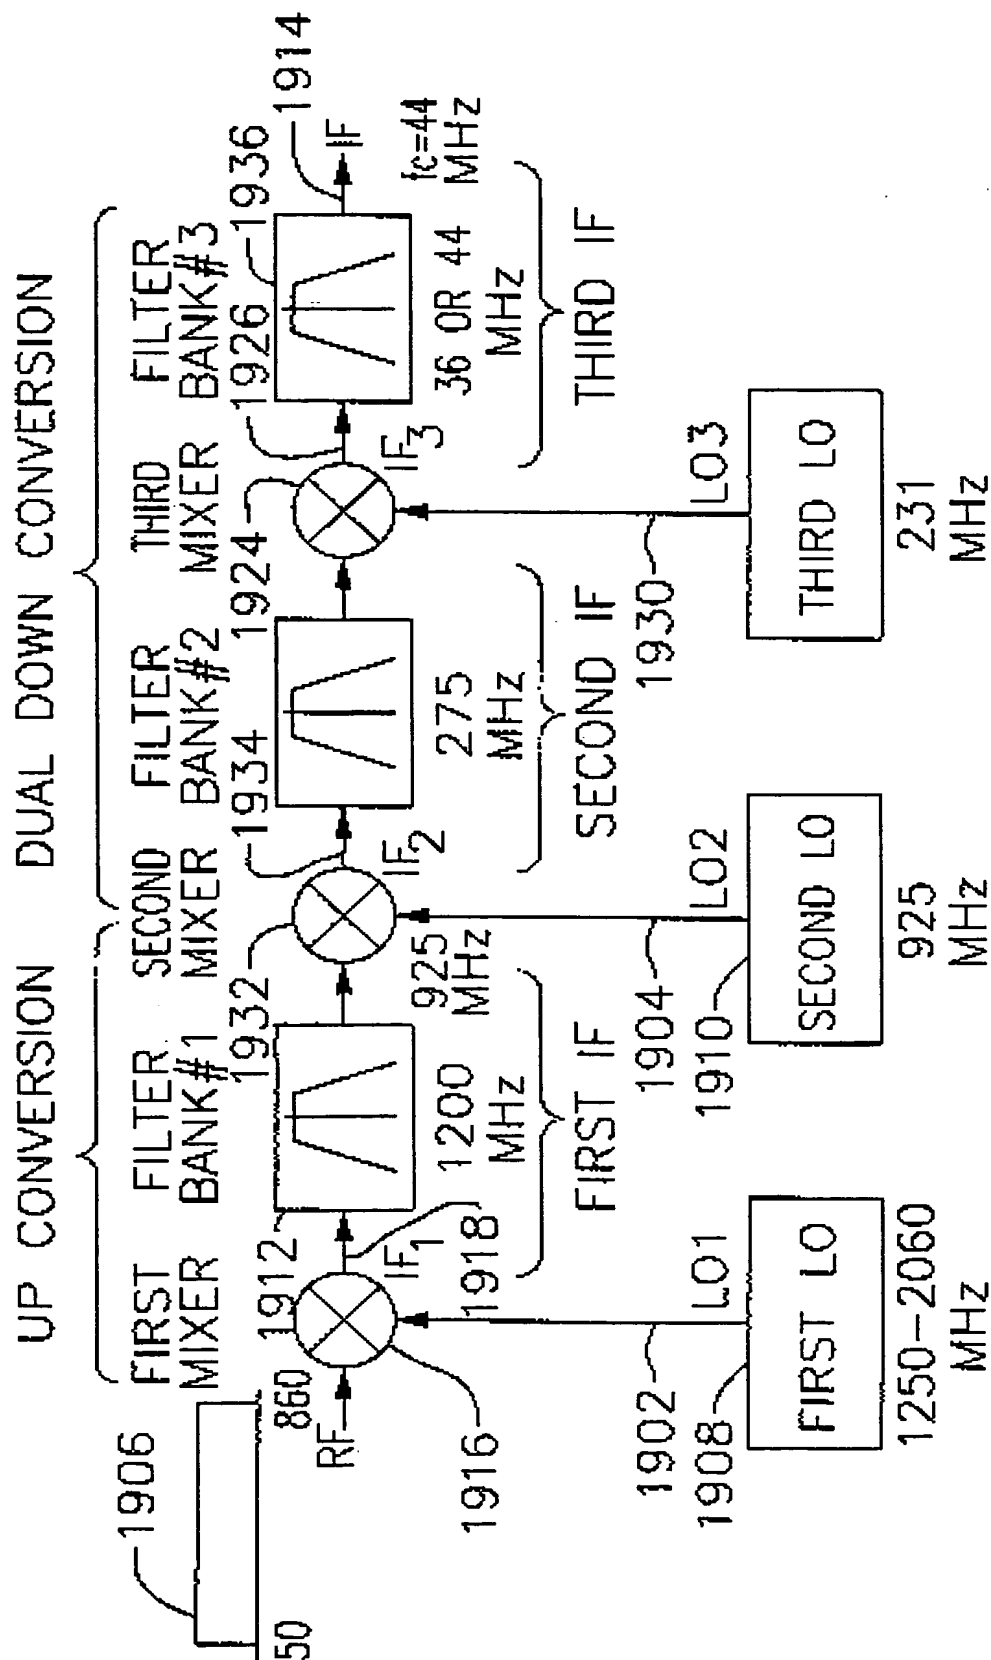 UP CONVERSION
DUAL DOWN CONVERSION
FIRST
MIXER
FILTER
BANK#1
SECOND
MIXER
FILTER
BANK#2
THIRD
MIXER
FILTER
BANK#3
1906
50
860
RF
1912
1932
1934
1924
1926
1936
1914
IF
IF1
1918
1916
1200
MHz
925
MHz
IF2
275
MHz
IF3
36 OR 44
MHz
fc=44
MHz
FIRST IF
SECOND IF
THIRD IF
1902
1908
LO1
1904
1910
LO2
1930
LO3
FIRST LO
SECOND LO
THIRD LO
1250-2060
MHz
925
MHz
231
MHz